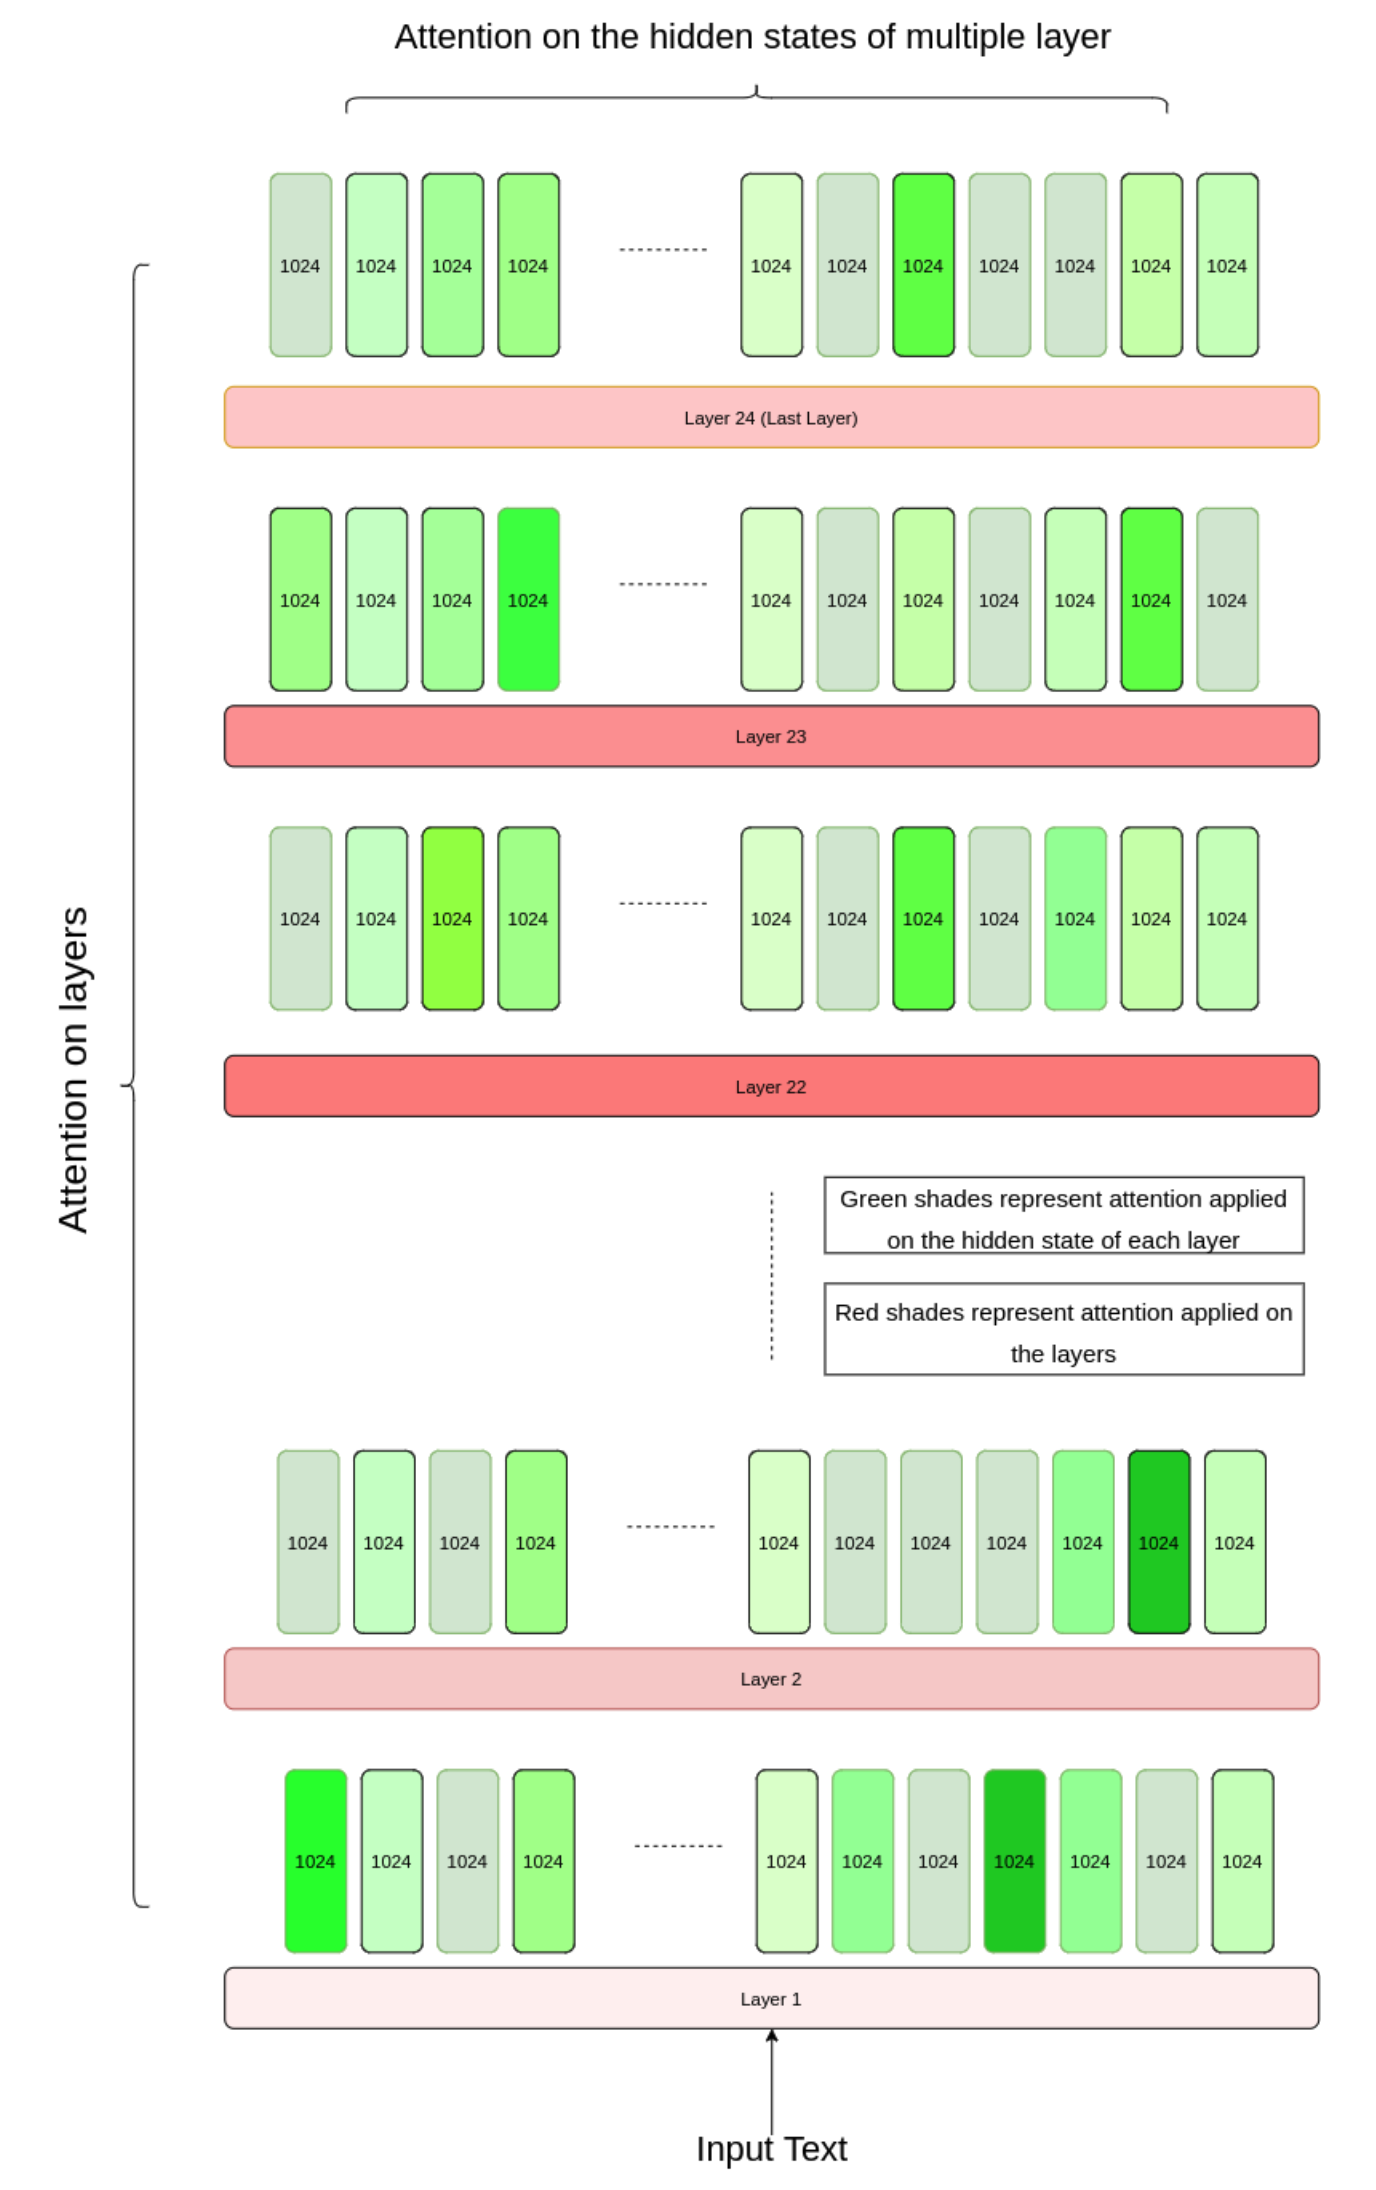 Attention on the hidden states of multiple layer
1024 1024 1024 1024 1024 1024 1024 1024 1024 1024 1024
Layer 24 (Last Layer)
1024 1024 1024 1024 1024 1024 1024 1024 1024 1024 1024
Layer 23
1024 1024 1024 1024 1024 1024 1024 1024 1024 1024 1024
Layer 22
Attention on layers
Green shades represent attention applied
on the hidden state of each layer
Red shades represent attention applied on
the layers
1024 1024 1024 1024 1024 1024 1024 1024 1024 1024 1024
Layer 2
1024 1024 1024 1024 1024 1024 1024 1024 1024 1024 1024
Layer 1
Input Text